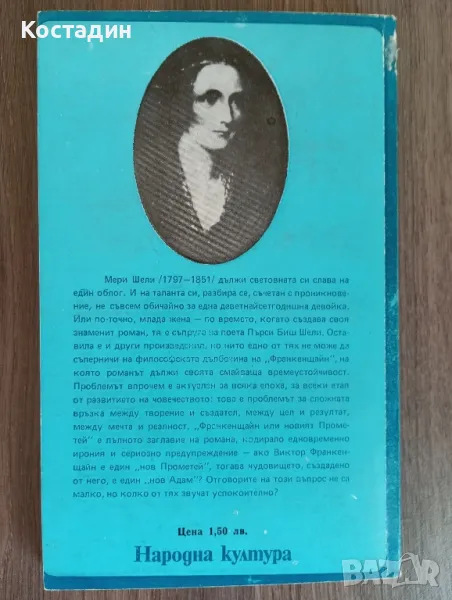 Костадин
Мери Шели /1797—1851/ дължи световната си слава на
един облог. И на таланта си, разбира се, съчетан с проникнове-
ние, не съвсем обичайно за една деветнайсетгодишна девойка.
Или по-точно, млада жена — по времето, когато създава своя
знаменит роман, тя е съпруга на поета Пърси Биш Шели. Оста-
вила е и други произведения, но нито едно от тях не може да
съперничи на философската дълбочина на „Франкенщайн", на
която романът дължи своята смайваща времеустойчивост.
Проблемът впрочем е актуален за всяка епоха, за всеки етап
от развитието на човечеството: това е проблемът за сложната
връзка между творение и създател, между цел и резултат,
между мечта и реалност. „Франкенщайн или новият Проме-
тей" е пълното заглавие на романа, кодирало едновременно
ирония и сериозно предупреждение — ако Виктор Франкен-
щайн е един „нов Прометей", тогава чудовището, създадено
от него, е един „нов Адам"? Отговорите на този въпрос не са
малко, но колко от тях звучат успокоително?
Цена 1,50 лв.
Народна култура
BAZAR